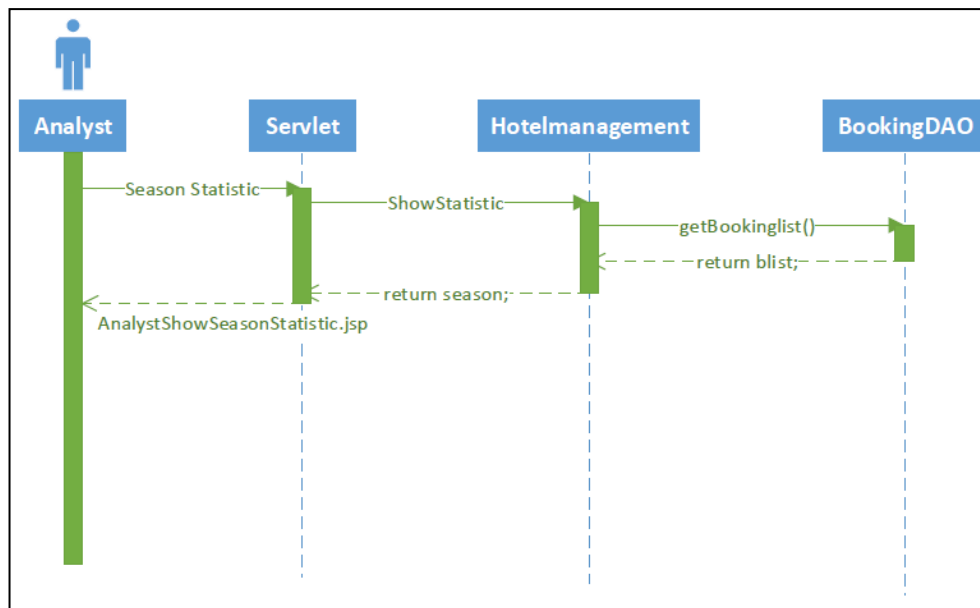 Analyst
Servlet
Hotelmanagement
BookingDAO
Season Statistic
ShowStatistic
getBookinglist()
return blist;
return season;
AnalystShowSeasonStatistic.jsp